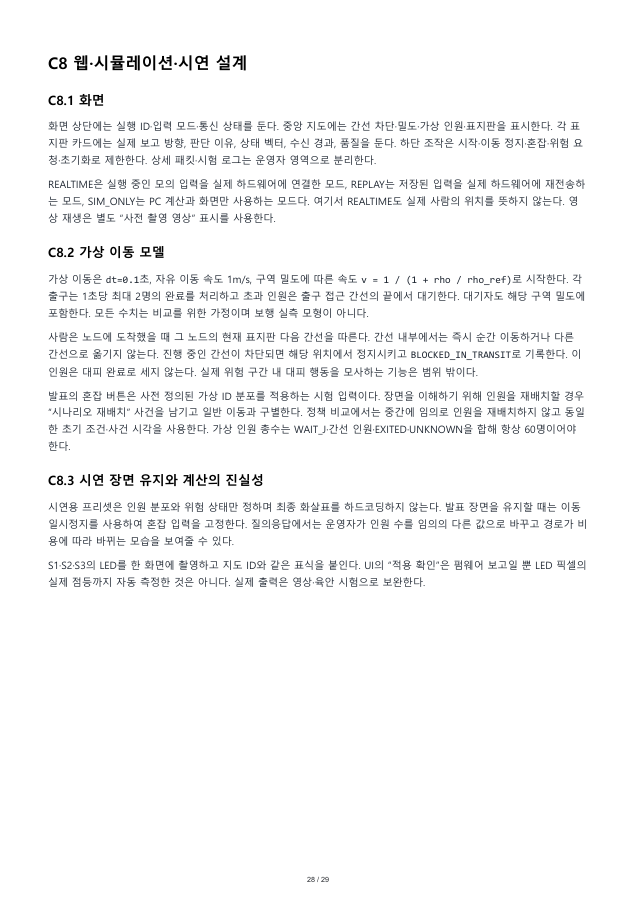 C8 웹·시뮬레이션·시연 설계
C8.1 화면
화면 상단에는 실행 ID·입력 모드·통신 상태를 둔다. 중앙 지도에는 간선 차단·밀도·가상 인원·표지판을 표시한다. 각 표
지판 카드에는 실제 보고 방향, 판단 이유, 상태 벡터, 수신 경과, 품질을 둔다. 하단 조작은 시작·이동 정지·혼잡·위험 요
청·초기화로 제한한다. 상세 패킷·시험 로그는 운영자 영역으로 분리한다.
REALTIME은 실행 중인 모의 입력을 실제 하드웨어에 연결한 모드, REPLAY는 저장된 입력을 실제 하드웨어에 재전송하
는 모드, SIM_ONLY는 PC 계산과 화면만 사용하는 모드다. 여기서 REALTIME도 실제 사람의 위치를 뜻하지 않는다. 영
상 재생은 별도 “사전 촬영 영상” 표시를 사용한다.
C8.2 가상 이동 모델
가상 이동은 dt=0.1초, 자유 이동 속도 1m/s, 구역 밀도에 따른 속도 v = 1 / (1 + rho / rho_ref)로 시작한다. 각
출구는 1초당 최대 2명의 완료를 처리하고 초과 인원은 출구 접근 간선의 끝에서 대기한다. 대기자도 해당 구역 밀도에
포함한다. 모든 수치는 비교를 위한 가정이며 보행 실측 모형이 아니다.
사람은 노드에 도착했을 때 그 노드의 현재 표지판 다음 간선을 따른다. 간선 내부에서는 즉시 순간 이동하거나 다른
간선으로 옮기지 않는다. 진행 중인 간선이 차단되면 해당 위치에서 정지시키고 BLOCKED_IN_TRANSIT로 기록한다. 이
인원은 대피 완료로 세지 않는다. 실제 위험 구간 내 대피 행동을 모사하는 기능은 범위 밖이다.
발표의 혼잡 버튼은 사전 정의된 가상 ID 분포를 적용하는 시험 입력이다. 장면을 이해하기 위해 인원을 재배치할 경우
“시나리오 재배치” 사건을 남기고 일반 이동과 구별한다. 정책 비교에서는 중간에 임의로 인원을 재배치하지 않고 동일
한 초기 조건·사건 시각을 사용한다. 가상 인원 총수는 WAIT_J·간선 인원·EXITED·UNKNOWN을 합해 항상 60명이어야
한다.
C8.3 시연 장면 유지와 계산의 진실성
시연용 프리셋은 인원 분포와 위험 상태만 정하며 최종 화살표를 하드코딩하지 않는다. 발표 장면을 유지할 때는 이동
일시정지를 사용하여 혼잡 입력을 고정한다. 질의응답에서는 운영자가 인원 수를 임의의 다른 값으로 바꾸고 경로가 비
용에 따라 바뀌는 모습을 보여줄 수 있다.
S1·S2·S3의 LED를 한 화면에 촬영하고 지도 ID와 같은 표식을 붙인다. UI의 “적용 확인”은 펌웨어 보고일 뿐 LED 픽셀의
실제 점등까지 자동 측정한 것은 아니다. 실제 출력은 영상·육안 시험으로 보완한다.
28 / 29